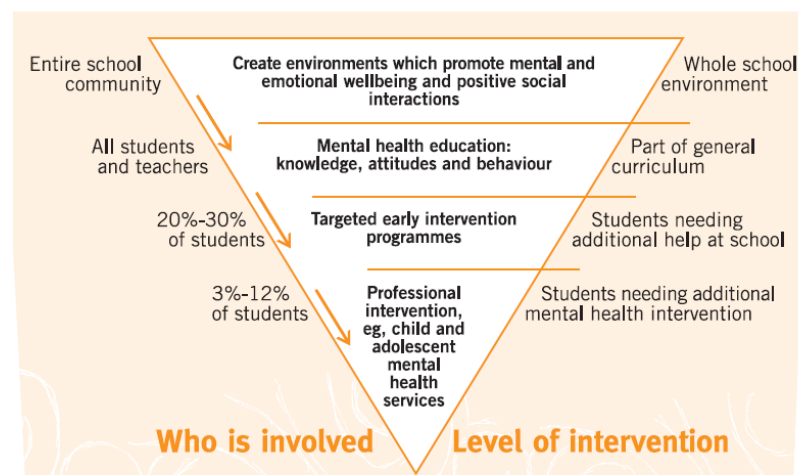 Entire school
community
Create environments which promote mental and
emotional wellbeing and positive social
interactions
Whole school
environment
All students
and teachers
Mental health education:
knowledge, attitudes and behaviour
Part of general
curriculum
20%-30%
of students
Targeted early intervention
programmes
Students needing
additional help at school
3%-12%
of students
Professional
intervention,
eg, child and
adolescent
mental
health
services
Students needing additional
mental health intervention
Who is involved
Level of intervention